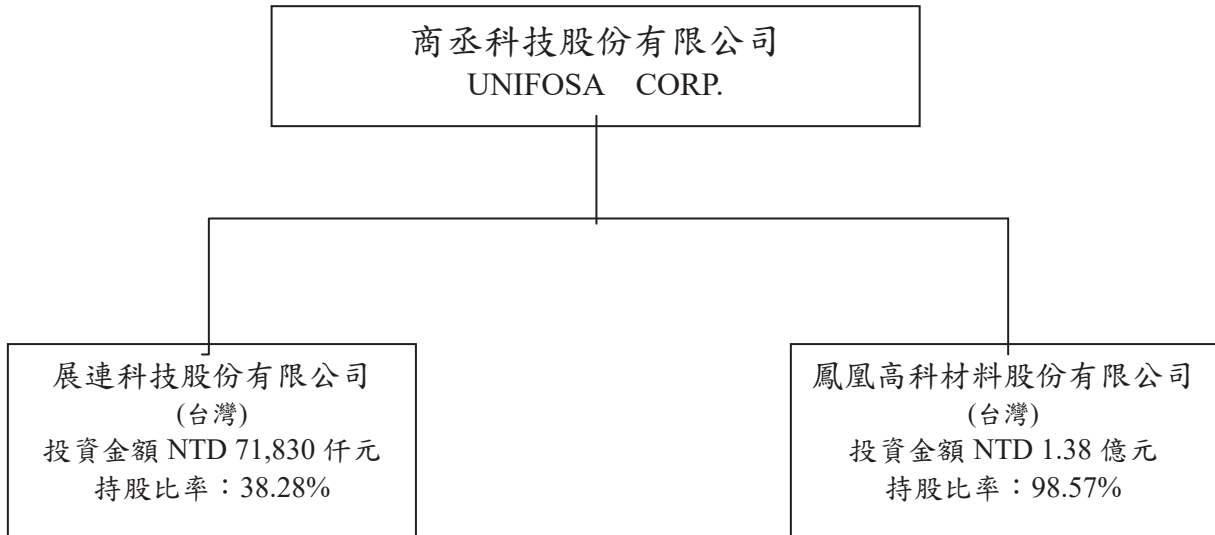 商丞科技股份有限公司
UNIFOSA CORP.
展連科技股份有限公司
(台灣)
投資金額 NTD 71,830 仟元
持股比率：38.28%
鳳凰高科材料股份有限公司
(台灣)
投資金額 NTD 1.38 億元
持股比率：98.57%